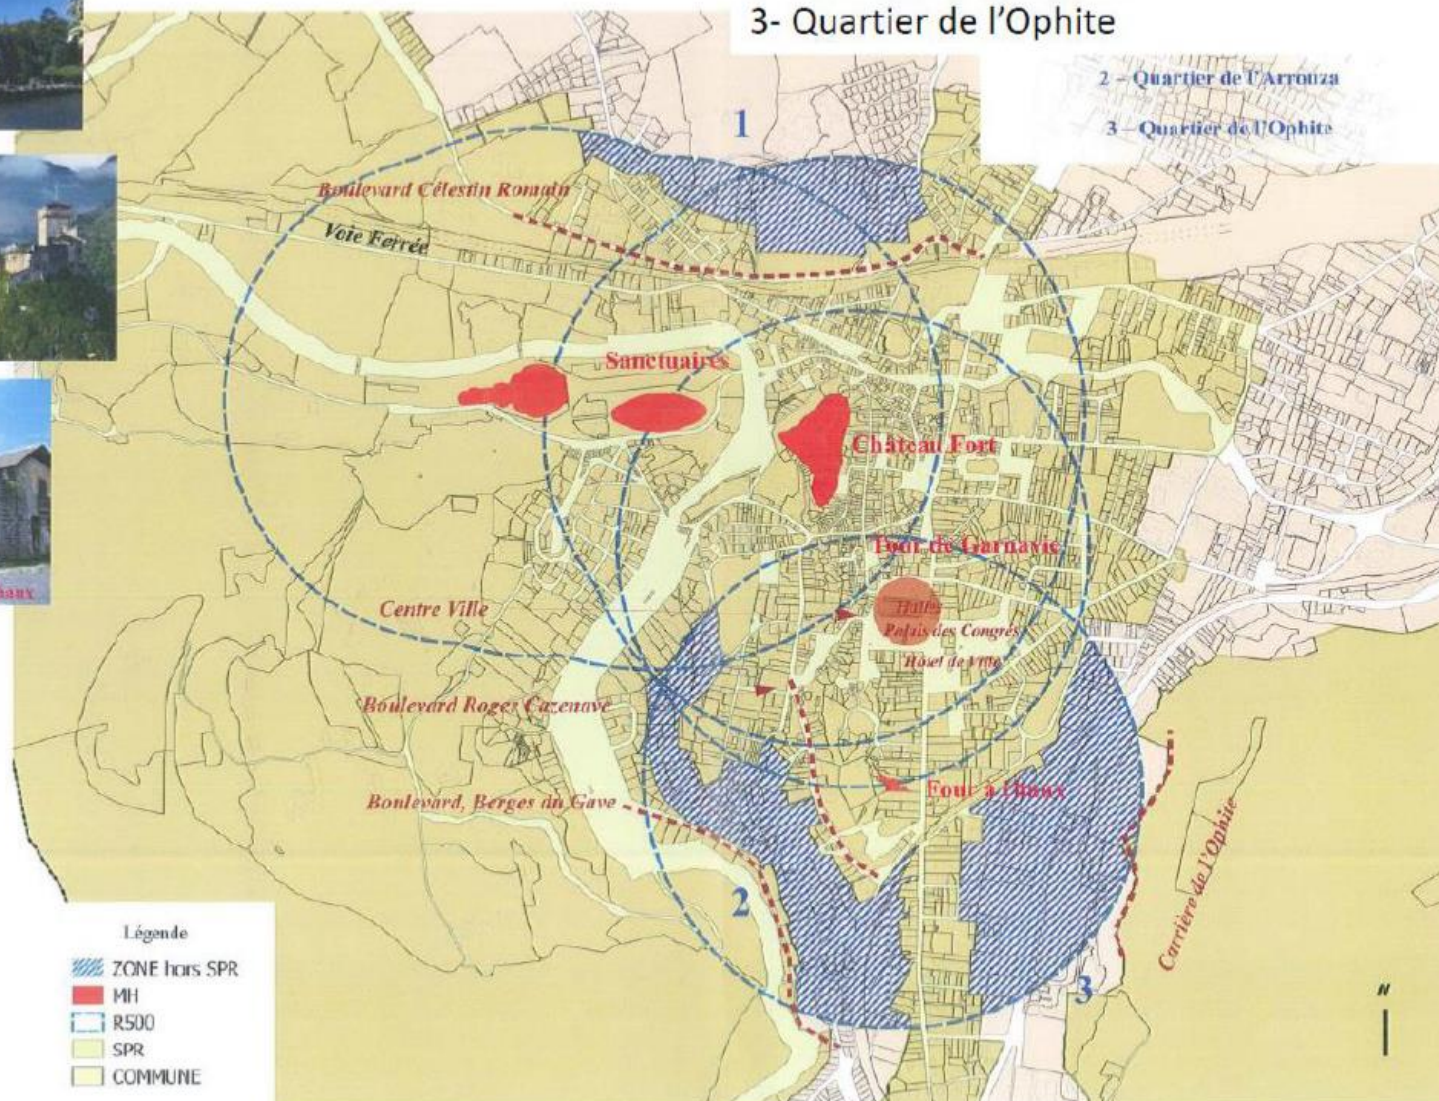 3- Quartier de l'Ophite
2 – Quartier de l'Arrouza
3 – Quartier de l'Ophite
1
Boulevard Célestin Romain
Voie Ferrée
Sanctuaires
Château Fort
Tour de Garnavie
Halles
Palais des Congrès
Hôtel de Ville
Centre Ville
Boulevard Roger Cazenave
Boulevard, Berges du Gave
Four à chaux
Carrière de l'Ophite
2
3
Légende
ZONE hors SPR
MH
R500
SPR
COMMUNE
N